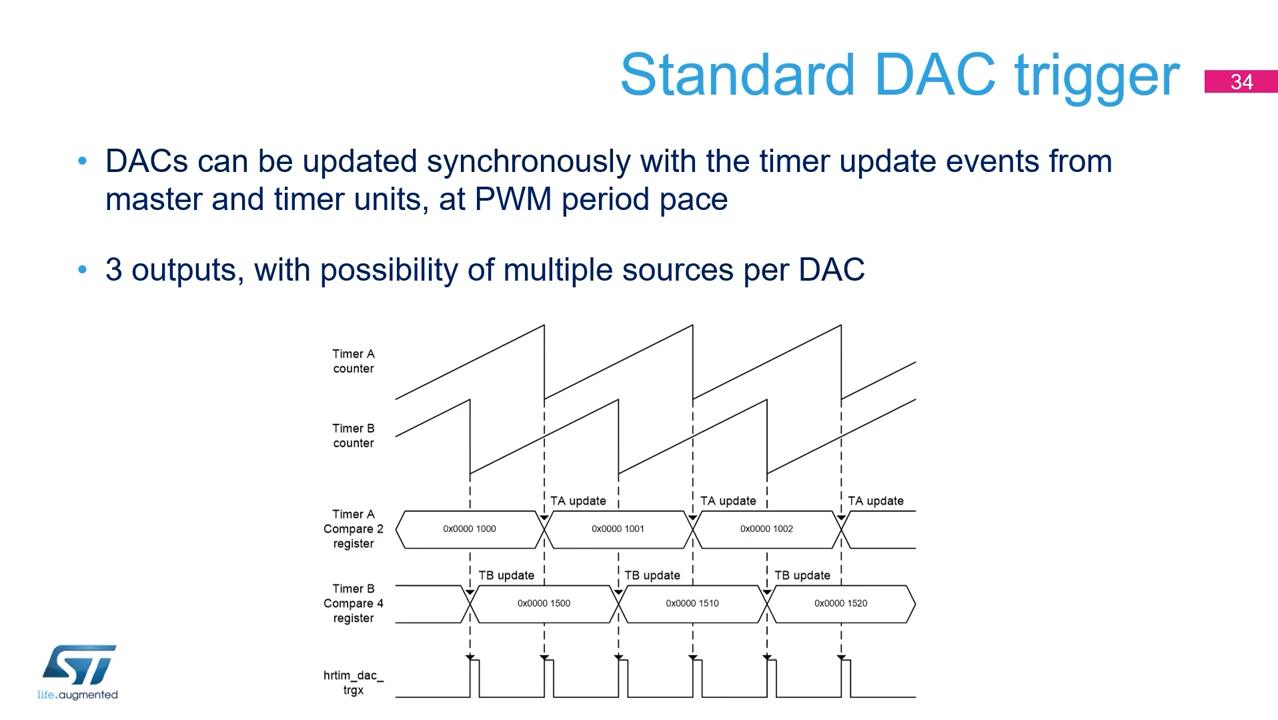 Standard DAC trigger
34
• DACs can be updated synchronously with the timer update events from
master and timer units, at PWM period pace
• 3 outputs, with possibility of multiple sources per DAC
Timer A
counter
Timer B
counter
TA update
TA update
TA update
Timer A
Compare 2
register
0x0000 1000
0x0000 1001
0x0000 1002
TB update
TB update
TB update
Timer B
Compare 4
register
0x0000 1500
0x0000 1510
0x0000 1520
hrtim_dac_
trgx
ST
life.augmented